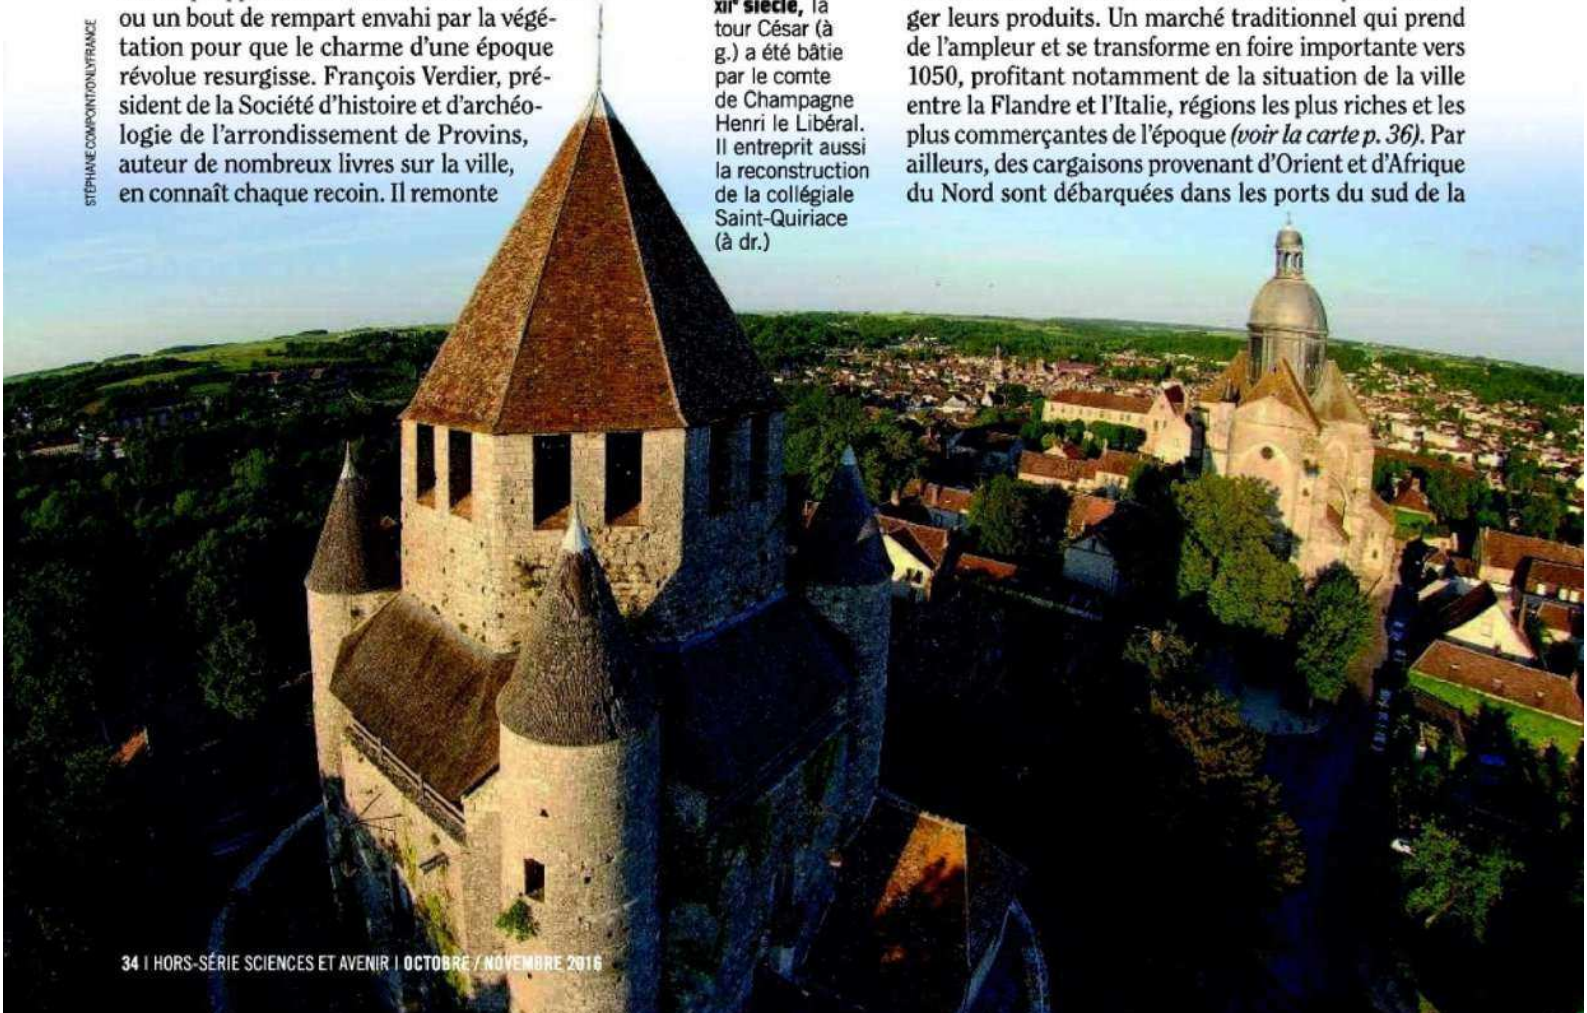 ou un bout de rempart envahi par la végé-
tation pour que le charme d'une époque
révolue resurgisse. François Verdier, pré-
sident de la Société d'histoire et d'archéo-
logie de l'arrondissement de Provins,
auteur de nombreux livres sur la ville,
en connaît chaque recoin. Il remonte
STÉPHANE COMPOINT/ONLYFRANCE
XIIe siècle, la
tour César (à
g.) a été bâtie
par le comte
de Champagne
Henri le Libéral.
Il entreprit aussi
la reconstruction
de la collégiale
Saint-Quiriace
(à dr.)
ger leurs produits. Un marché traditionnel qui prend
de l'ampleur et se transforme en foire importante vers
1050, profitant notamment de la situation de la ville
entre la Flandre et l'Italie, régions les plus riches et les
plus commerçantes de l'époque (voir la carte p. 36). Par
ailleurs, des cargaisons provenant d'Orient et d'Afrique
du Nord sont débarquées dans les ports du sud de la
34 | HORS-SÉRIE SCIENCES ET AVENIR | OCTOBRE / NOVEMBRE 2016